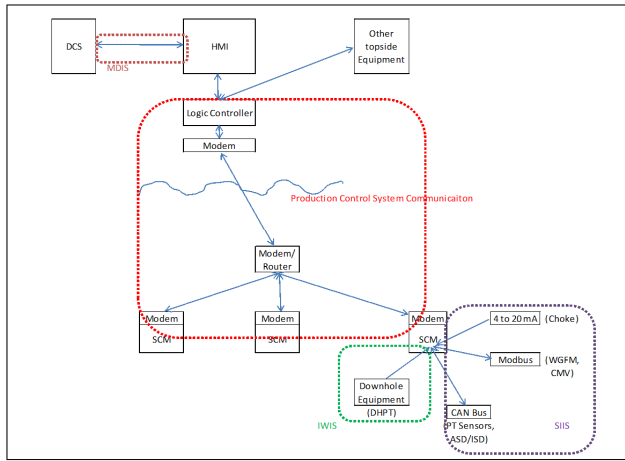 DCS
HMI
Other
topside
Equipment
MDIS
Logic Controller
Modem
Production Control System Communicaiton
Modem/
Router
Modem
SCM
Modem
SCM
Modem
SCM
4 to 20 mA (Choke)
Modbus (WGFM,
CMV)
Downhole
Equipment
(DHPT)
IWIS
CAN Bus
(PT Sensors,
ASD/ISD)
SIIS